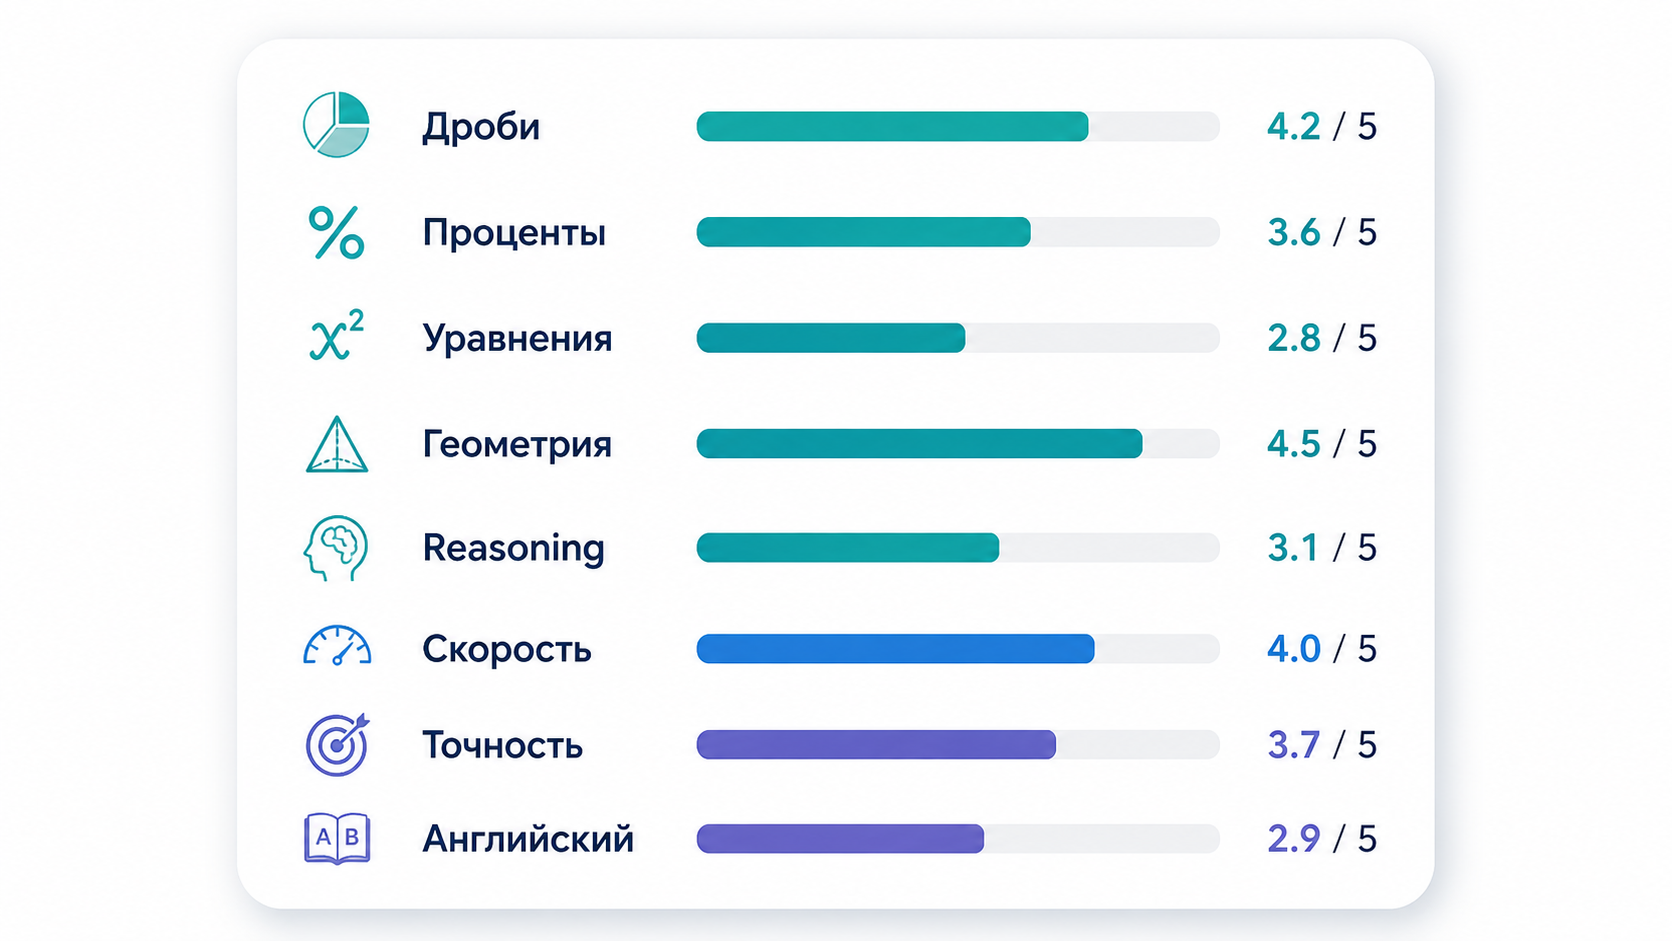 Дроби 4.2 / 5
% Проценты 3.6 / 5
x² Уравнения 2.8 / 5
Геометрия 4.5 / 5
Reasoning 3.1 / 5
Скорость 4.0 / 5
Точность 3.7 / 5
A B Английский 2.9 / 5